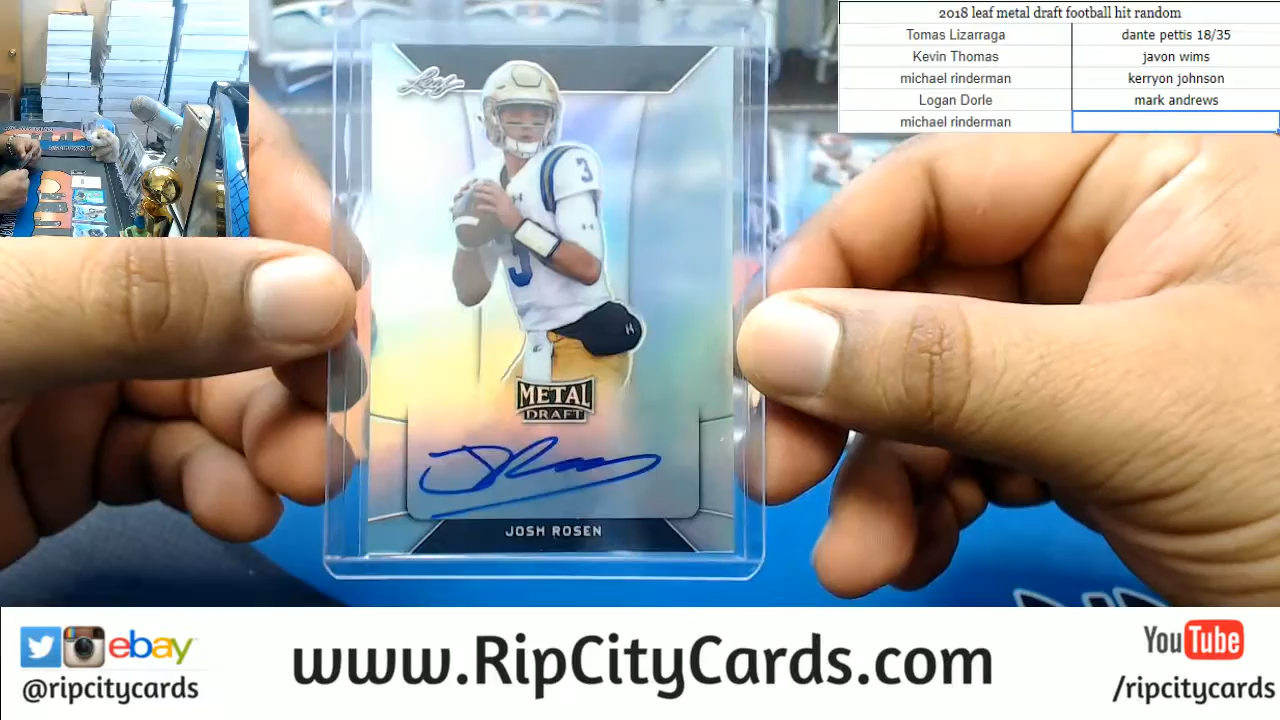 2018 leaf metal draft football hit random
Tomas Lizarraga dante pettis 18/35
Kevin Thomas javon wims
michael rinderman kerryon johnson
Logan Dorle mark andrews
michael rinderman
Leaf
3
3
METAL
DRAFT
JOSH ROSEN
ebay
@ripcitycards
www.RipCityCards.com
YouTube
/ripcitycards